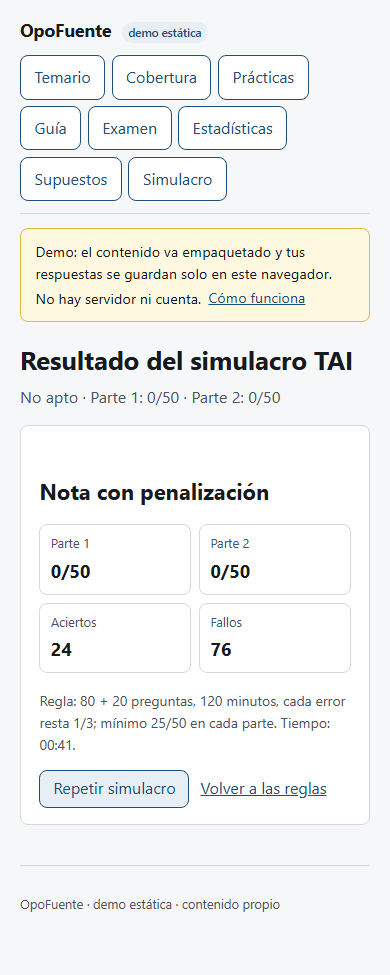 OpoFuente demo estática
Temario Cobertura Prácticas
Guía Examen Estadísticas
Supuestos Simulacro
Demo: el contenido va empaquetado y tus
respuestas se guardan solo en este navegador.
No hay servidor ni cuenta. Cómo funciona
Resultado del simulacro TAI
No apto · Parte 1: 0/50 · Parte 2: 0/50
Nota con penalización
Parte 1 Parte 2
0/50 0/50
Aciertos Fallos
24 76
Regla: 80 + 20 preguntas, 120 minutos, cada error
resta 1/3; mínimo 25/50 en cada parte. Tiempo:
00:41.
Repetir simulacro Volver a las reglas
OpoFuente · demo estática · contenido propio